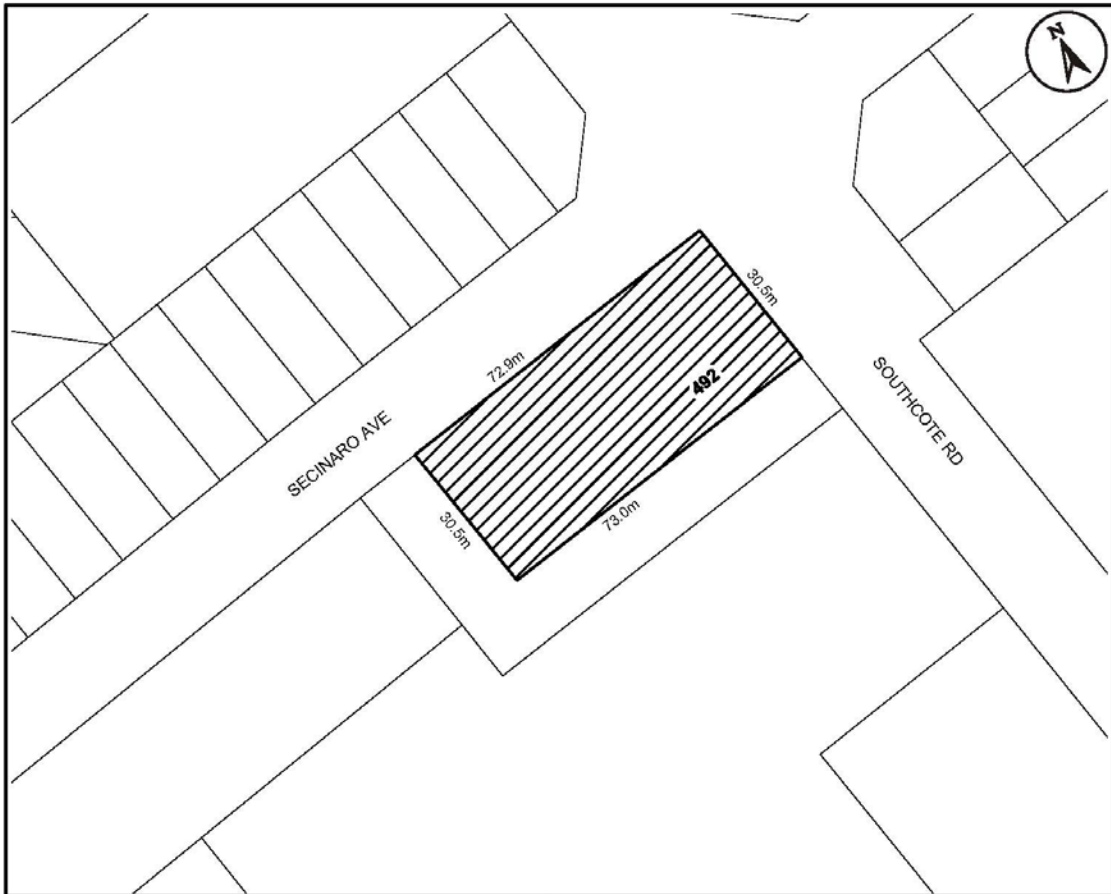 N
30.5m
72.9m
492
SOUTHCOTE RD
SECINARO AVE
30.5m
73.0m